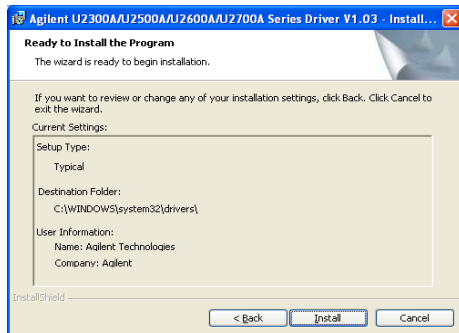 Agilent U2300A/U2500A/U2600A/U2700A Series Driver V1.03 - Install...
Ready to Install the Program
The wizard is ready to begin installation.
If you want to review or change any of your installation settings, click Back. Click Cancel to
exit the wizard.
Current Settings:
Setup Type:
Typical
Destination Folder:
C:\WINDOWS\system32\drivers\
User Information:
Name: Agilent Technologies
Company: Agilent
InstallShield
< Back
Install
Cancel